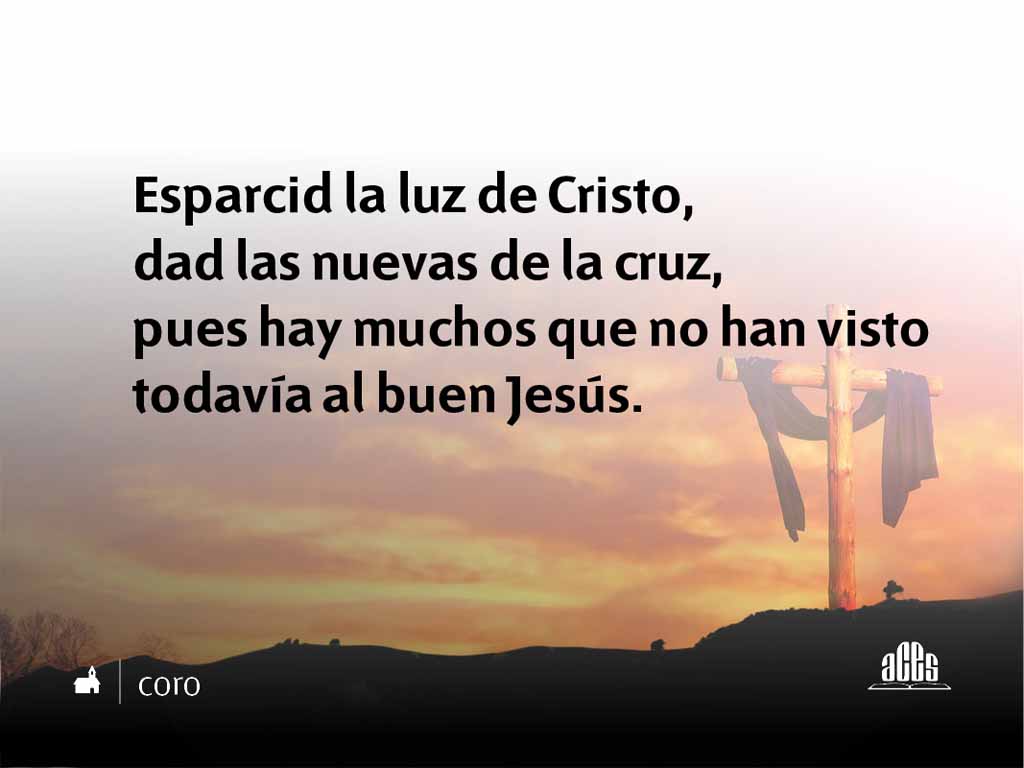 Esparcid la luz de Cristo,
dad las nuevas de la cruz,
pues hay muchos que no han visto
todavía al buen Jesús.
coro
aces